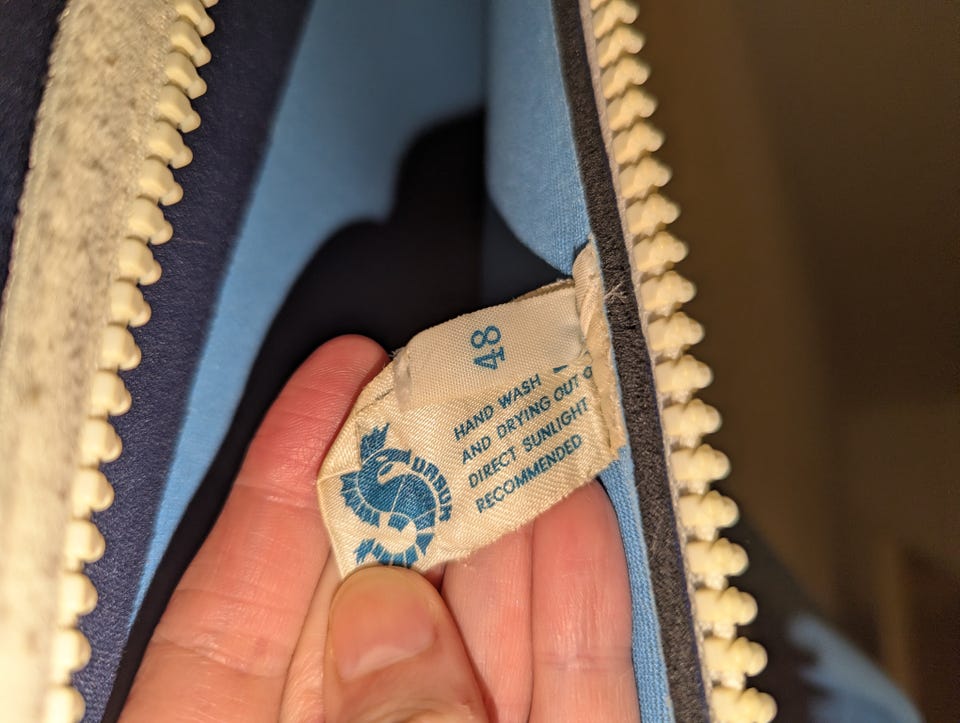 48
HAND WASH
AND DRYING OUT O
DIRECT SUNLIGHT
RECOMMENDED